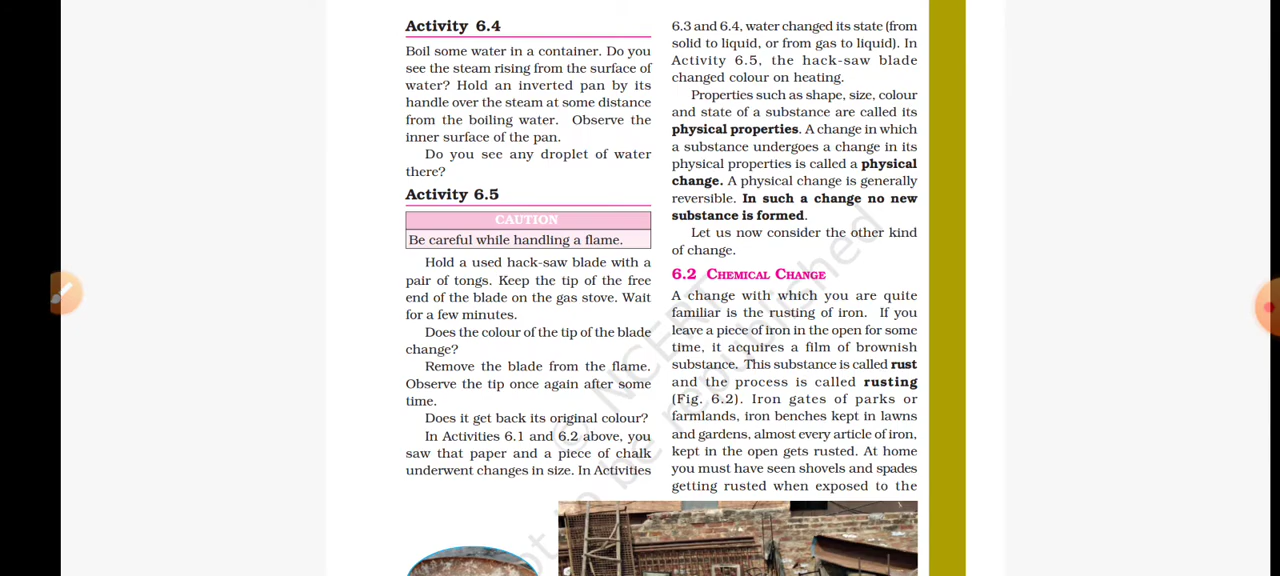 Activity 6.4
Boil some water in a container. Do you
see the steam rising from the surface of
water? Hold an inverted pan by its
handle over the steam at some distance
from the boiling water. Observe the
inner surface of the pan.
Do you see any droplet of water
there?
Activity 6.5
CAUTION
Be careful while handling a flame.
Hold a used hack-saw blade with a
pair of tongs. Keep the tip of the free
end of the blade on the gas stove. Wait
for a few minutes.
Does the colour of the tip of the blade
change?
Remove the blade from the flame.
Observe the tip once again after some
time.
Does it get back its original colour?
In Activities 6.1 and 6.2 above, you
saw that paper and a piece of chalk
underwent changes in size. In Activities
6.3 and 6.4, water changed its state (from
solid to liquid, or from gas to liquid). In
Activity 6.5, the hack-saw blade
changed colour on heating.
Properties such as shape, size, colour
and state of a substance are called its
physical properties. A change in which
a substance undergoes a change in its
physical properties is called a physical
change. A physical change is generally
reversible. In such a change no new
substance is formed.
Let us now consider the other kind
of change.
6.2 CHEMICAL CHANGE
A change with which you are quite
familiar is the rusting of iron. If you
leave a piece of iron in the open for some
time, it acquires a film of brownish
substance. This substance is called rust
and the process is called rusting
(Fig. 6.2). Iron gates of parks or
farmlands, iron benches kept in lawns
and gardens, almost every article of iron,
kept in the open gets rusted. At home
you must have seen shovels and spades
getting rusted when exposed to the
© NCERT
not to be republished